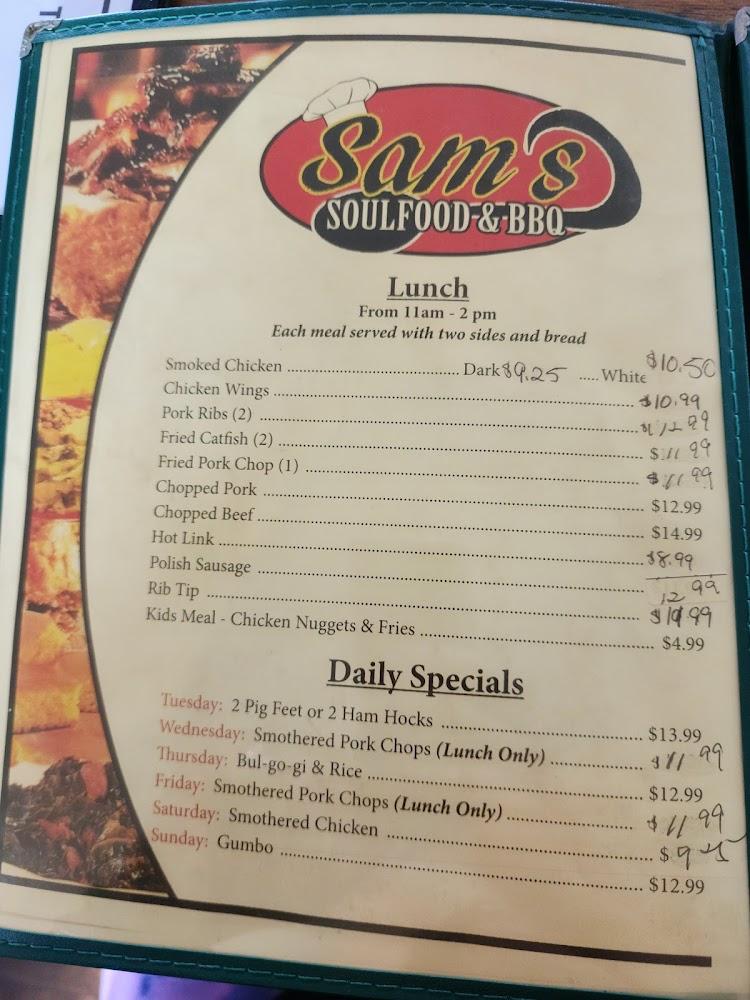 Sam's
SOULFOOD & BBQ
Lunch
From 11am - 2 pm
Each meal served with two sides and bread
Smoked Chicken ........ Dark $9.25 ..... White $10.50
Chicken Wings ........ $10.99
Pork Ribs (2) ........ $12.99
Fried Catfish (2) ........ $11.99
Fried Pork Chop (1) ........ $11.99
Chopped Pork ........ $12.99
Chopped Beef ........ $14.99
Hot Link ........ $8.99
Polish Sausage ........ 12.99
Rib Tip ........ $11.99
Kids Meal - Chicken Nuggets & Fries ........ $4.99
Daily Specials
Tuesday: 2 Pig Feet or 2 Ham Hocks ........ $13.99
Wednesday: Smothered Pork Chops (Lunch Only) ........ $11.99
Thursday: Bul-go-gi & Rice ........ $12.99
Friday: Smothered Pork Chops (Lunch Only) ........ $11.99
Saturday: Smothered Chicken ........ $9.25
Sunday: Gumbo ........ $12.99